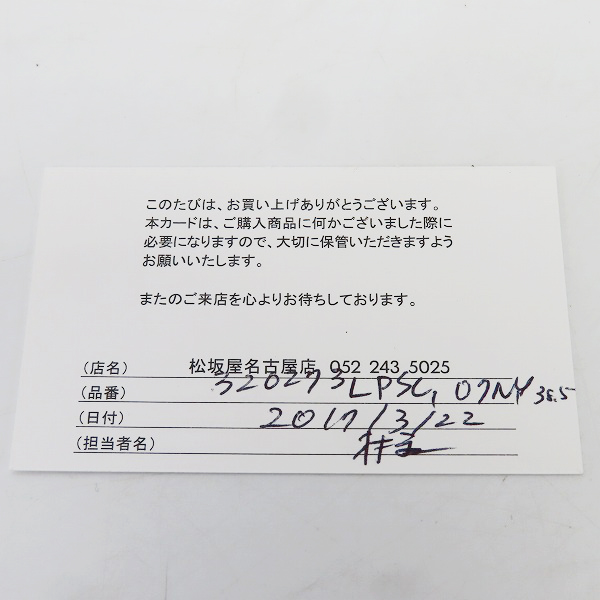 このたびは、お買い上げありがとうございます。
本カードは、ご購入商品に何かございました際に
必要になりますので、大切に保管いただきますよう
お願いいたします。
またのご来店を心よりお待ちしております。
(店名) 松坂屋名古屋店 052 243 5025
(品番) 320273LPSC, 07NY 38.5
(日付) 2017/3/22
(担当者名)